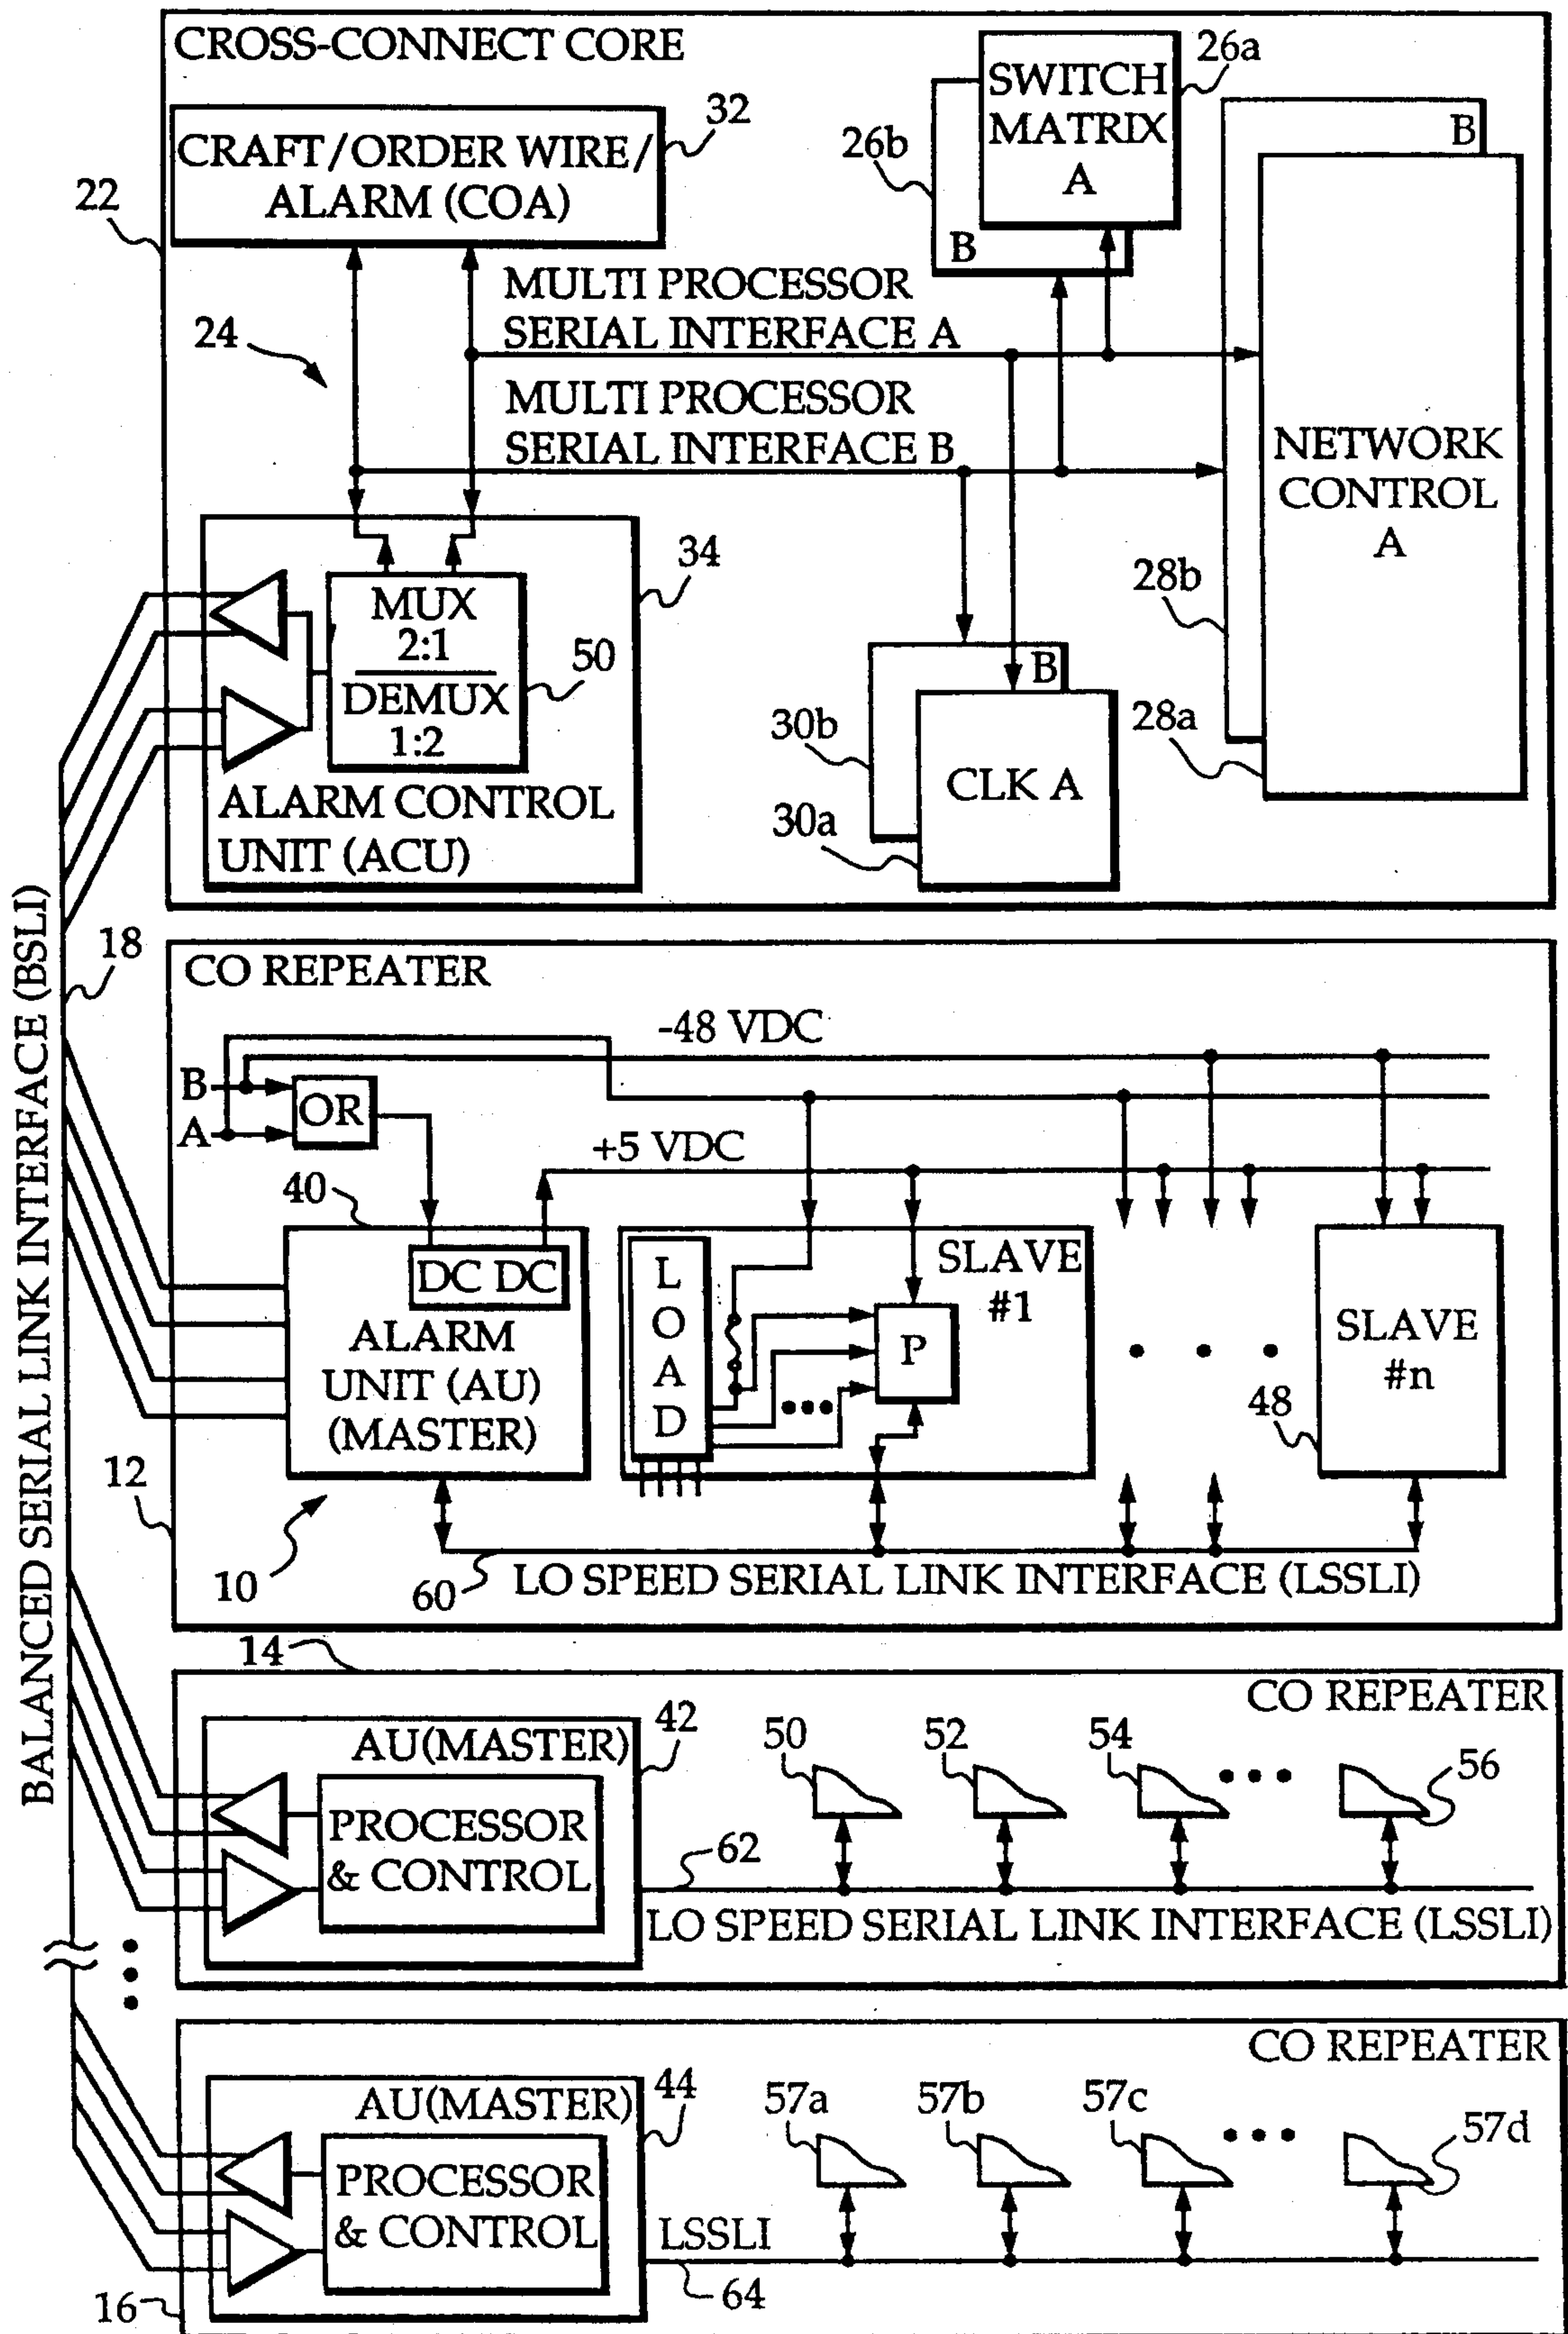 CROSS-CONNECT CORE
26a
SWITCH
MATRIX
A
32
CRAFT/ORDER WIRE/
ALARM (COA)
26b
B
B
22
MULTI PROCESSOR
SERIAL INTERFACE A
24
MULTI PROCESSOR
SERIAL INTERFACE B
NETWORK
CONTROL
A
34
28b
MUX
2:1
DEMUX
1:2
50
B
30b
28a
CLK A
30a
ALARM CONTROL
UNIT (ACU)
BALANCED SERIAL LINK INTERFACE (BSLI)
18
CO REPEATER
-48 VDC
B
A
OR
+5 VDC
40
DC DC
ALARM
UNIT (AU)
(MASTER)
L
O
A
D
SLAVE
#1
P
SLAVE
#n
48
12
10
60
LO SPEED SERIAL LINK INTERFACE (LSSLI)
14
CO REPEATER
42
AU(MASTER)
50
52
54
56
PROCESSOR
& CONTROL
62
LO SPEED SERIAL LINK INTERFACE (LSSLI)
CO REPEATER
44
AU(MASTER)
57a
57b
57c
57d
PROCESSOR
& CONTROL
LSSLI
64
16